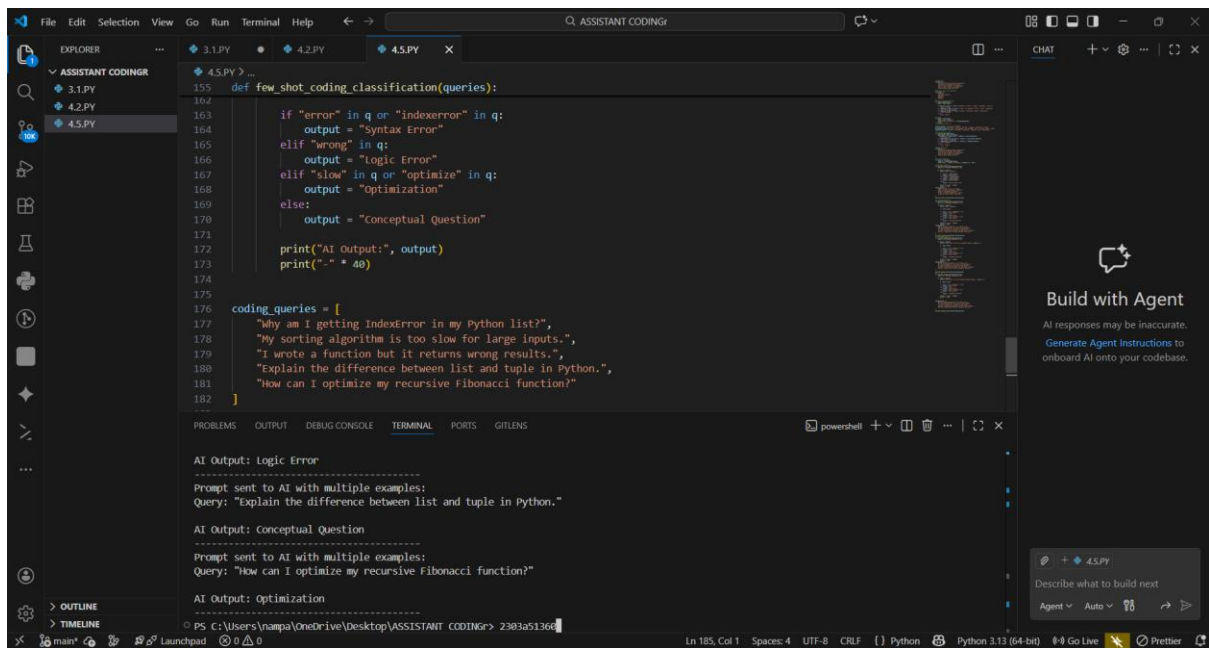 File Edit Selection View Go Run Terminal Help
ASSISTANT CODINGr
EXPLORER
ASSISTANT CODINGR
3.1.PY
4.2.PY
4.5.PY
OUTLINE
TIMELINE
3.1.PY 4.2.PY 4.5.PY
4.5.PY > ...
155 def few_shot_coding_classification(queries):
162
163 if "error" in q or "indexerror" in q:
164 output = "Syntax Error"
165 elif "wrong" in q:
166 output = "Logic Error"
167 elif "slow" in q or "optimize" in q:
168 output = "Optimization"
169 else:
170 output = "Conceptual Question"
171
172 print("AI Output:", output)
173 print("-" * 40)
174
175
176 coding_queries = [
177 "Why am I getting IndexError in my Python list?",
178 "My sorting algorithm is too slow for large inputs.",
179 "I wrote a function but it returns wrong results.",
180 "Explain the difference between list and tuple in Python.",
181 "How can I optimize my recursive Fibonacci function?"
182 ]
PROBLEMS OUTPUT DEBUG CONSOLE TERMINAL PORTS GITLENS
powershell
AI Output: Logic Error
----------------------------------------
Prompt sent to AI with multiple examples:
Query: "Explain the difference between list and tuple in Python."
AI Output: Conceptual Question
----------------------------------------
Prompt sent to AI with multiple examples:
Query: "How can I optimize my recursive Fibonacci function?"
AI Output: Optimization
----------------------------------------
PS C:\Users\nampa\OneDrive\Desktop\ASSISTANT CODINGr> 2303a51360
CHAT
Build with Agent
AI responses may be inaccurate.
Generate Agent Instructions to
onboard AI onto your codebase.
4.5.PY
Describe what to build next
Agent Auto
1
10K
main* Launchpad 0 0 Ln 185, Col 1 Spaces: 4 UTF-8 CRLF {} Python Python 3.13 (64-bit) Go Live Prettier